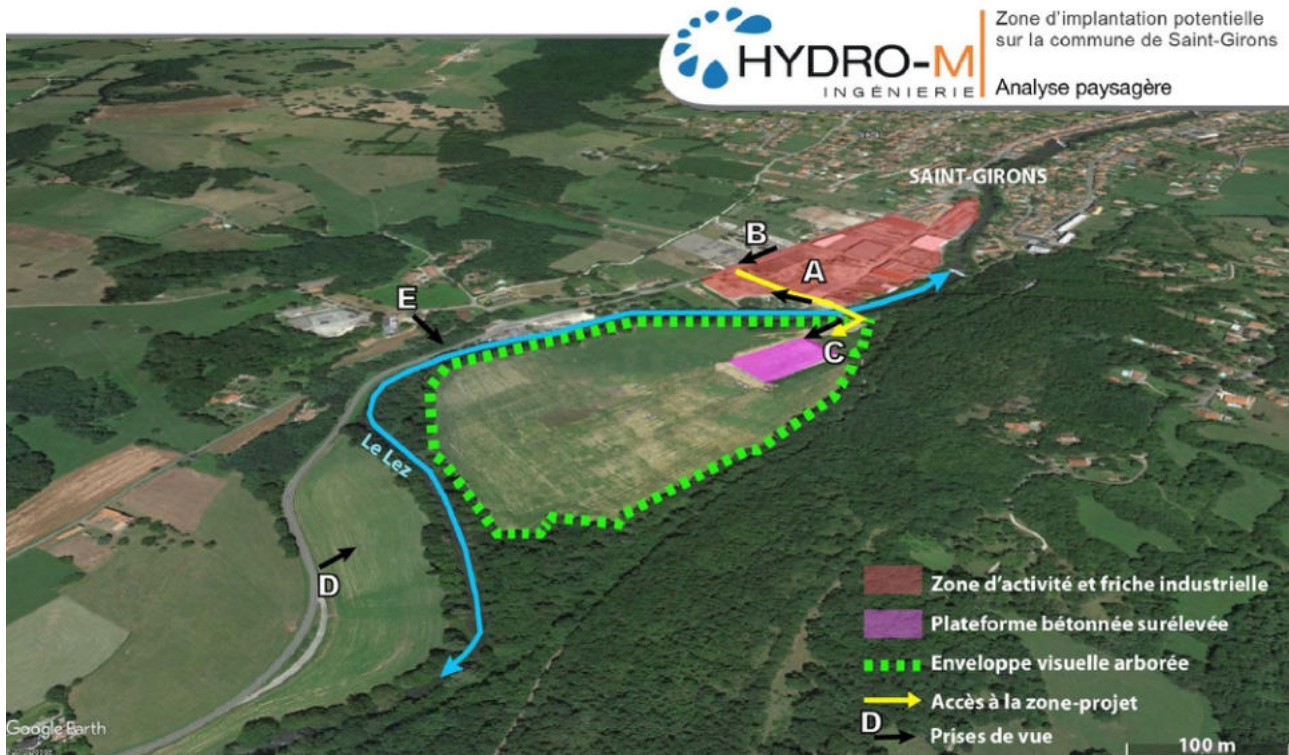 HYDRO-M
INGÉNIERIE
Zone d'implantation potentielle
sur la commune de Saint-Girons
Analyse paysagère
SAINT-GIRONS
B
A
E
C
Le Lez
D
Zone d'activité et friche industrielle
Plateforme bétonnée surélevée
Enveloppe visuelle arborée
Accès à la zone-projet
D
Prises de vue
Google Earth
100 m